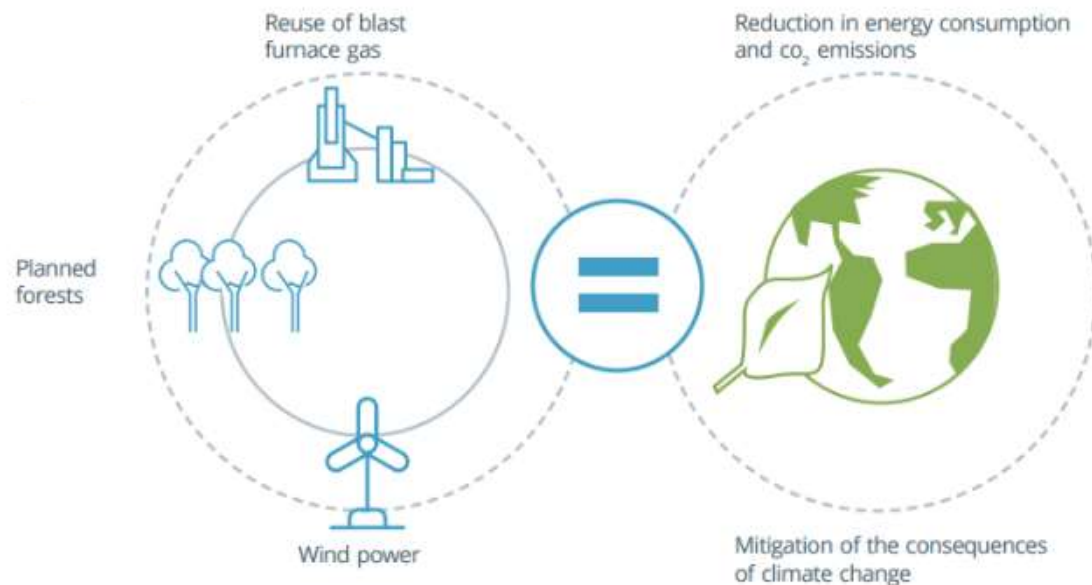 Reuse of blast
furnace gas
Reduction in energy consumption
and co₂ emissions
Planned
forests
Wind power
Mitigation of the consequences
of climate change